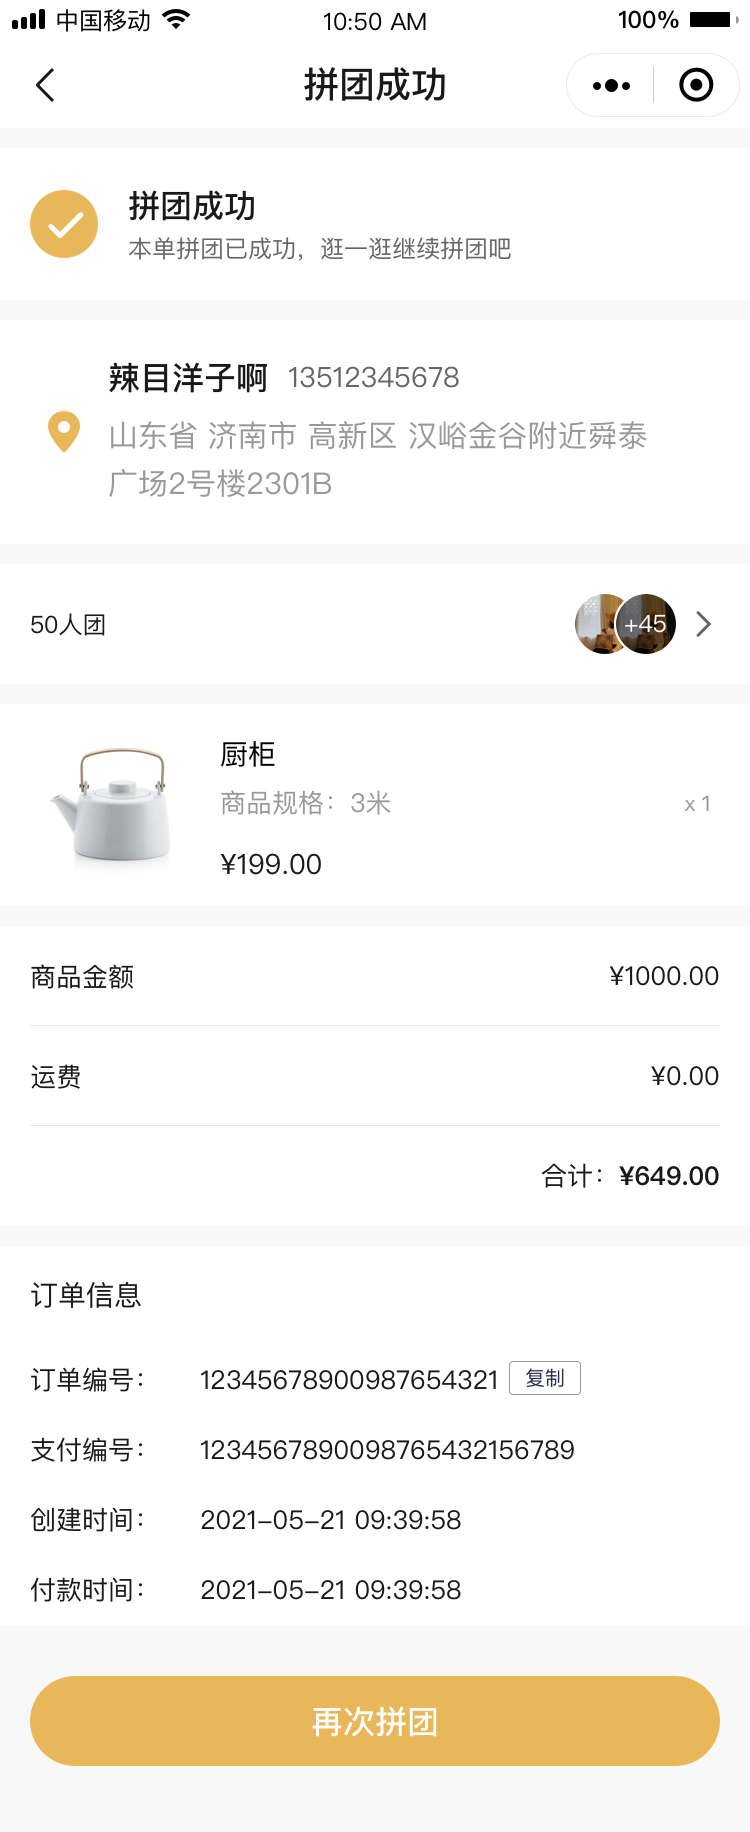 中国移动 10:50 AM 100%
拼团成功
拼团成功
本单拼团已成功，逛一逛继续拼团吧
辣目洋子啊 13512345678
山东省 济南市 高新区 汉峪金谷附近舜泰
广场2号楼2301B
50人团 +45
厨柜
商品规格：3米 x 1
¥199.00
商品金额 ¥1000.00
运费 ¥0.00
合计：¥649.00
订单信息
订单编号： 12345678900987654321 复制
支付编号： 1234567890098765432156789
创建时间： 2021-05-21 09:39:58
付款时间： 2021-05-21 09:39:58
再次拼团